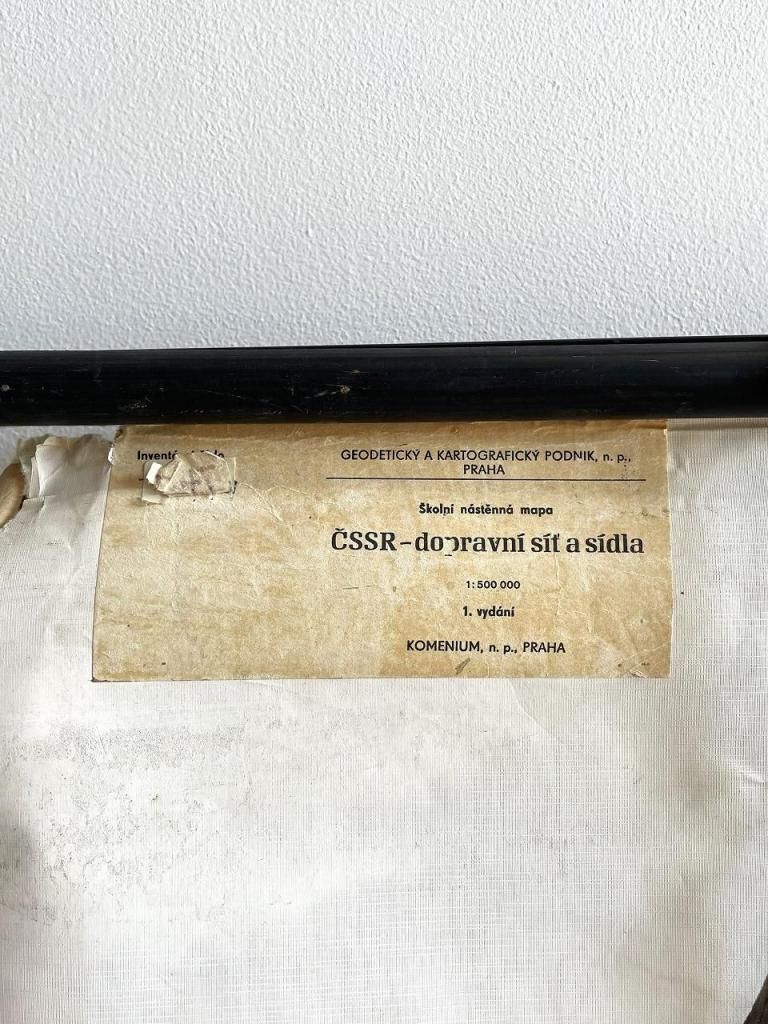 GEODETICKÝ A KARTOGRAFICKÝ PODNIK, n. p.,
PRAHA
Školní nástěnná mapa
ČSSR – dopravní síť a sídla
1 : 500 000
1. vydání
KOMENIUM, n. p., PRAHA